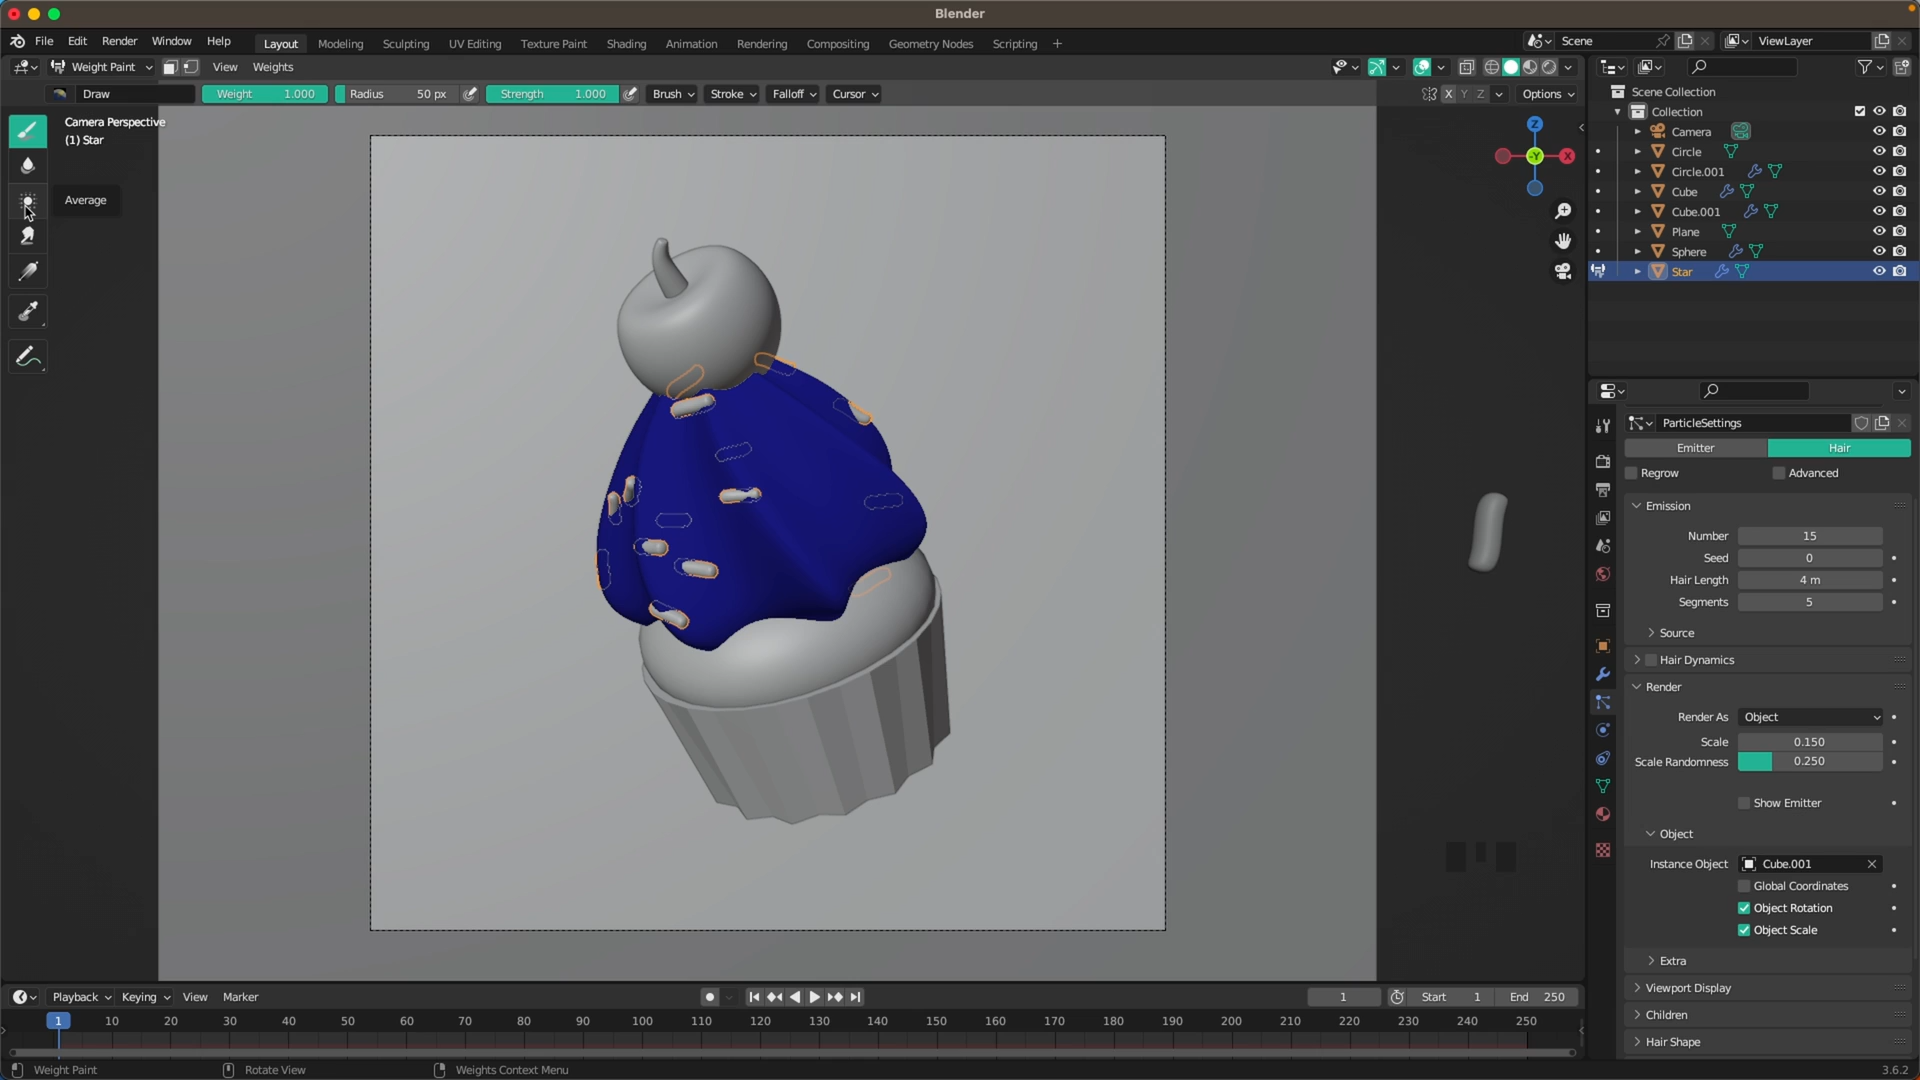 Blender
File Edit Render Window Help Layout Modeling Sculpting UV Editing Texture Paint Shading Animation Rendering Compositing Geometry Nodes Scripting + Scene ViewLayer
Weight Paint View Weights
Draw Weight 1.000 Radius 50 px Strength 1.000 Brush Stroke Falloff Cursor X Y Z Options
Camera Perspective
(1) Star
Average
Z
-Y X
Scene Collection
Collection
Camera
Circle
Circle.001
Cube
Cube.001
Plane
Sphere
Star
ParticleSettings
Emitter Hair
Regrow Advanced
Emission
Number 15
Seed 0
Hair Length 4 m
Segments 5
Source
Hair Dynamics
Render
Render As Object
Scale 0.150
Scale Randomness 0.250
Show Emitter
Object
Instance Object Cube.001
Global Coordinates
Object Rotation
Object Scale
Extra
Viewport Display
Children
Hair Shape
Playback Keying View Marker 1 Start 1 End 250
1 10 20 30 40 50 60 70 80 90 100 110 120 130 140 150 160 170 180 190 200 210 220 230 240 250
Weight Paint Rotate View Weights Context Menu 3.6.2